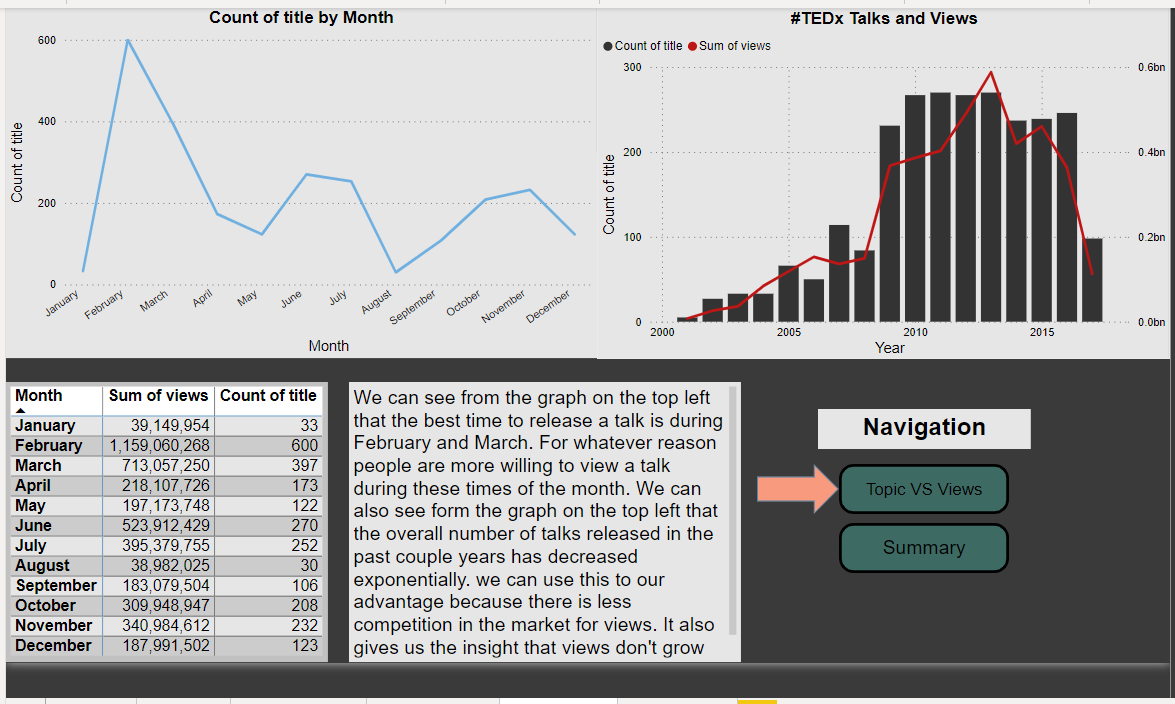 Count of title by Month
600
400
200
0
Count of title
January
February
March
April
May
June
July
August
September
October
November
December
Month
#TEDx Talks and Views
Count of title Sum of views
300
200
100
0
Count of title
0.6bn
0.4bn
0.2bn
0.0bn
2000 2005 2010 2015
Year
Month Sum of views Count of title
January 39,149,954 33
February 1,159,060,268 600
March 713,057,250 397
April 218,107,726 173
May 197,173,748 122
June 523,912,429 270
July 395,379,755 252
August 38,982,025 30
September 183,079,504 106
October 309,948,947 208
November 340,984,612 232
December 187,991,502 123
We can see from the graph on the top left
that the best time to release a talk is during
February and March. For whatever reason
people are more willing to view a talk
during these times of the month. We can
also see form the graph on the top left that
the overall number of talks released in the
past couple years has decreased
exponentially. we can use this to our
advantage because there is less
competition in the market for views. It also
gives us the insight that views don't grow
Navigation
Topic VS Views
Summary